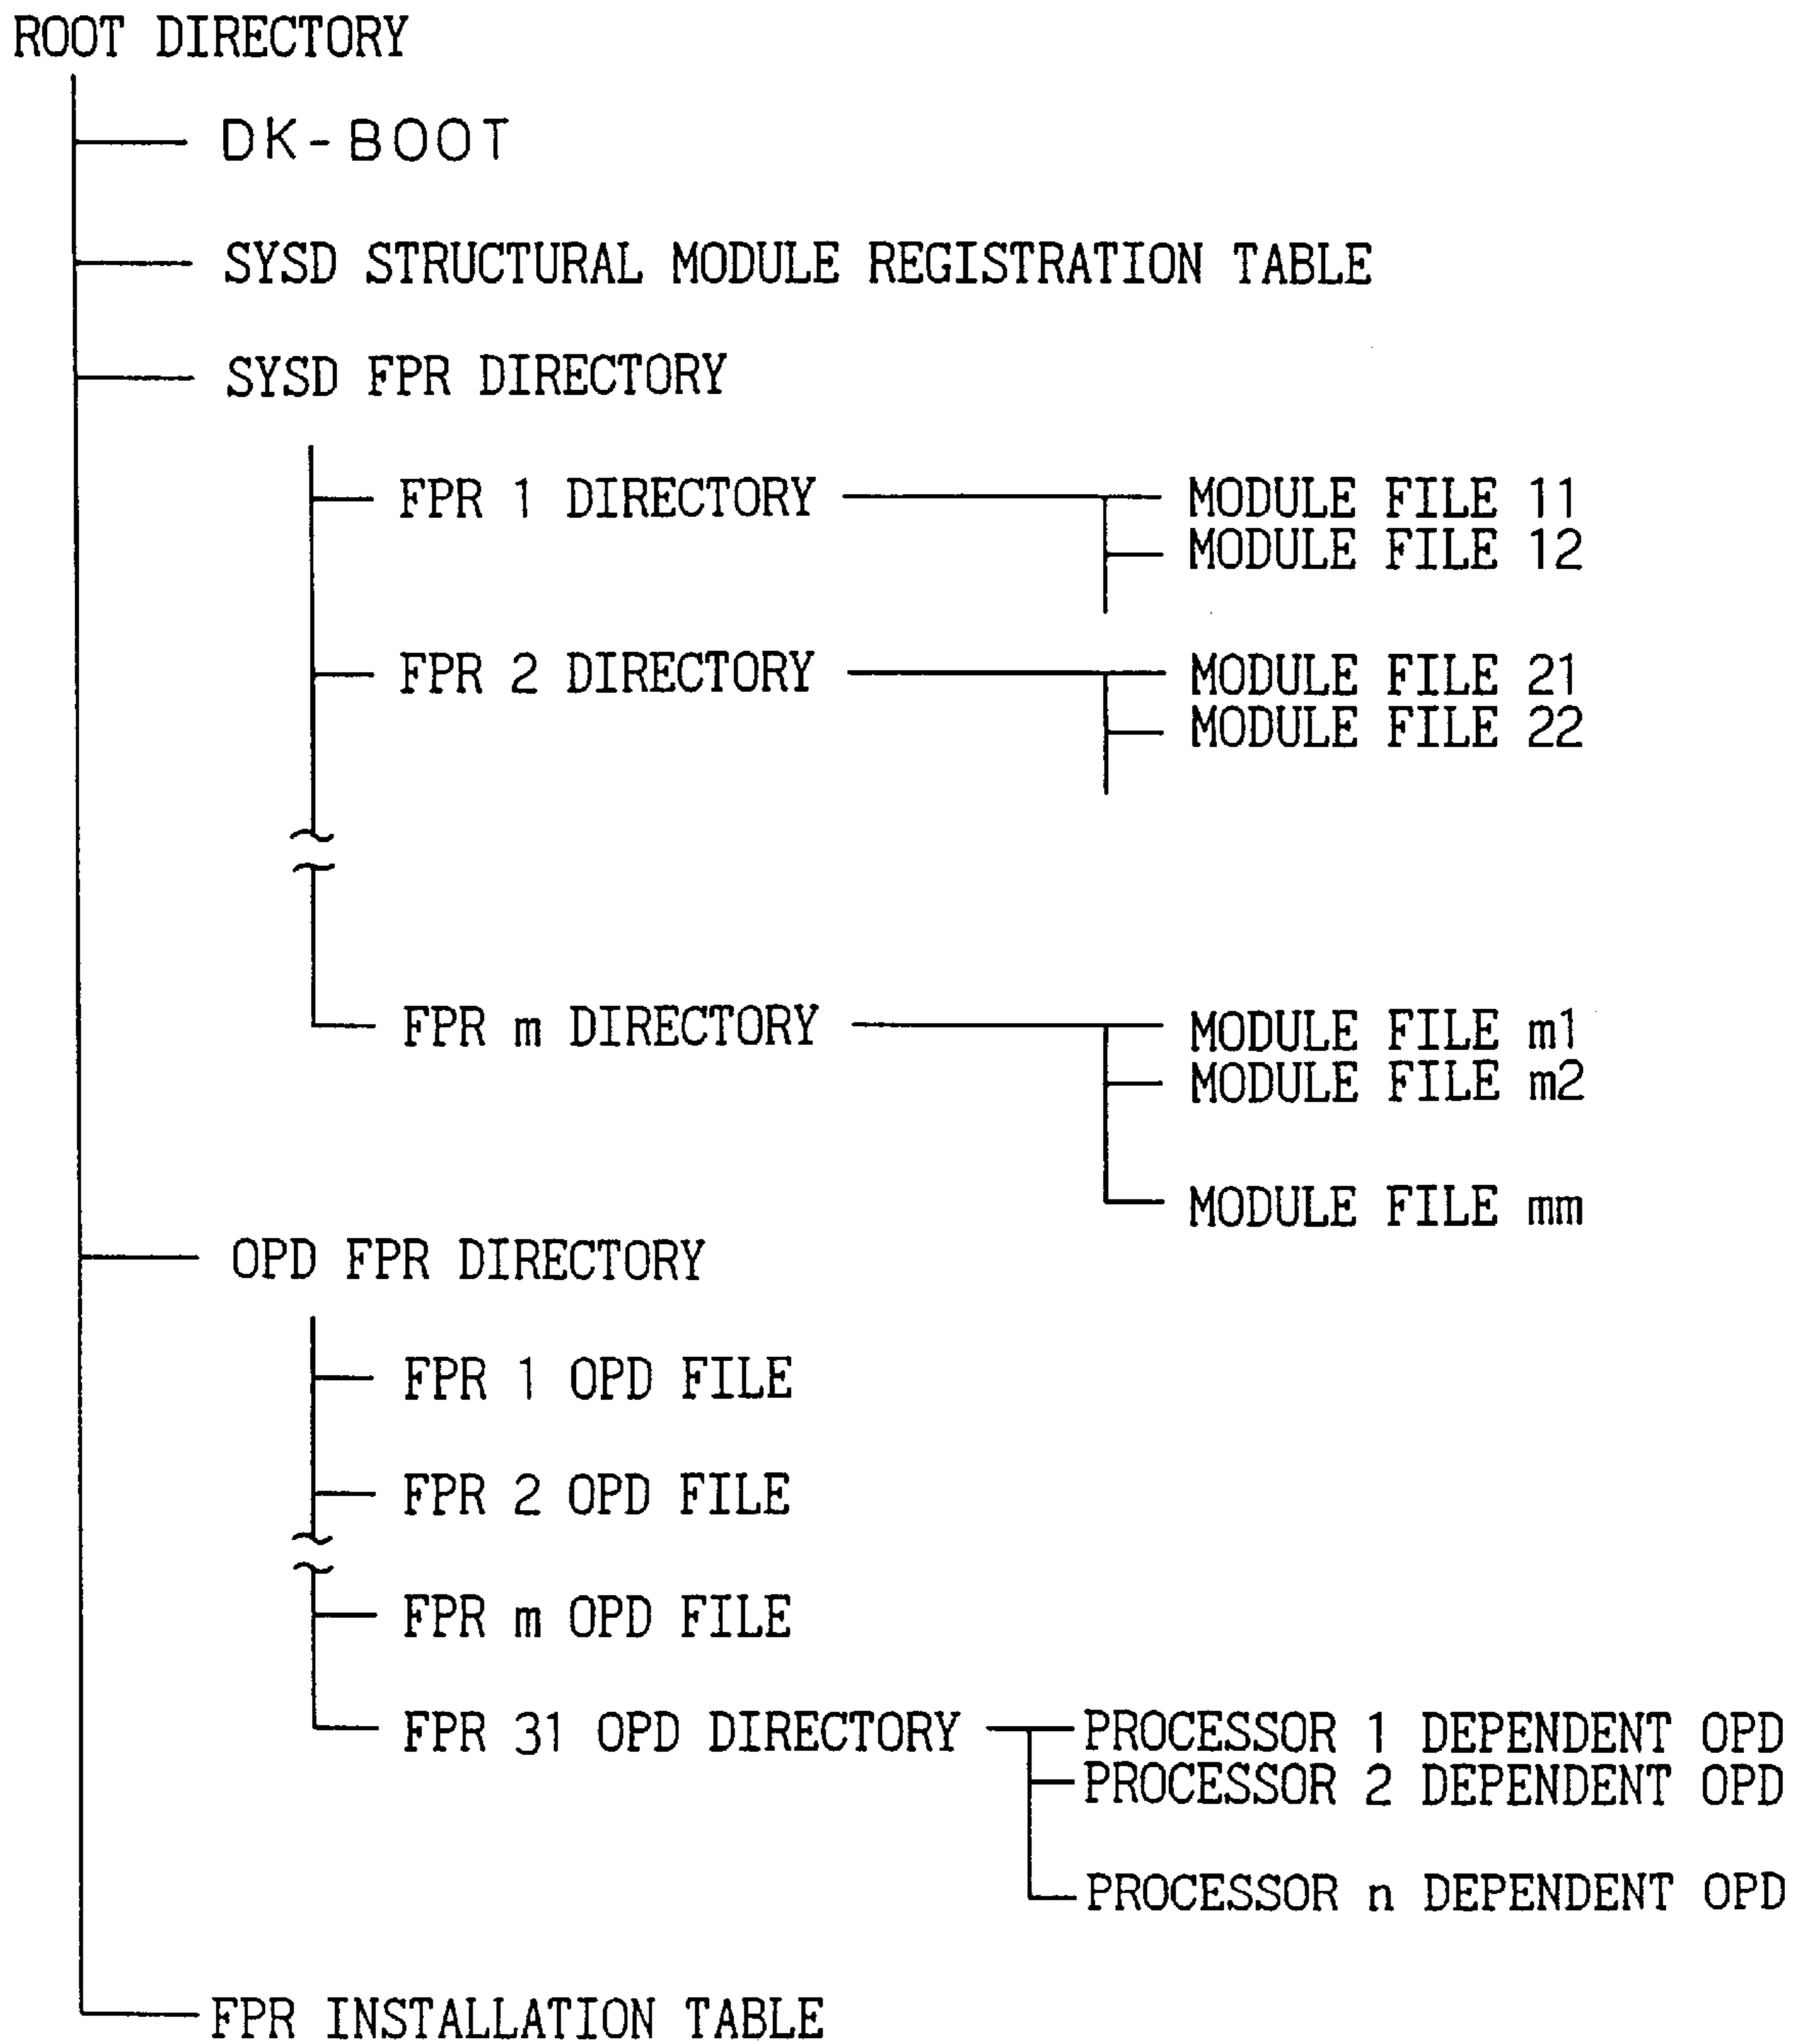 ROOT DIRECTORY
DK-BOOT
SYSD STRUCTURAL MODULE REGISTRATION TABLE
SYSD FPR DIRECTORY
FPR 1 DIRECTORY
MODULE FILE 11
MODULE FILE 12
FPR 2 DIRECTORY
MODULE FILE 21
MODULE FILE 22
FPR m DIRECTORY
MODULE FILE m1
MODULE FILE m2
MODULE FILE mm
OPD FPR DIRECTORY
FPR 1 OPD FILE
FPR 2 OPD FILE
FPR m OPD FILE
FPR 31 OPD DIRECTORY
PROCESSOR 1 DEPENDENT OPD
PROCESSOR 2 DEPENDENT OPD
PROCESSOR n DEPENDENT OPD
FPR INSTALLATION TABLE